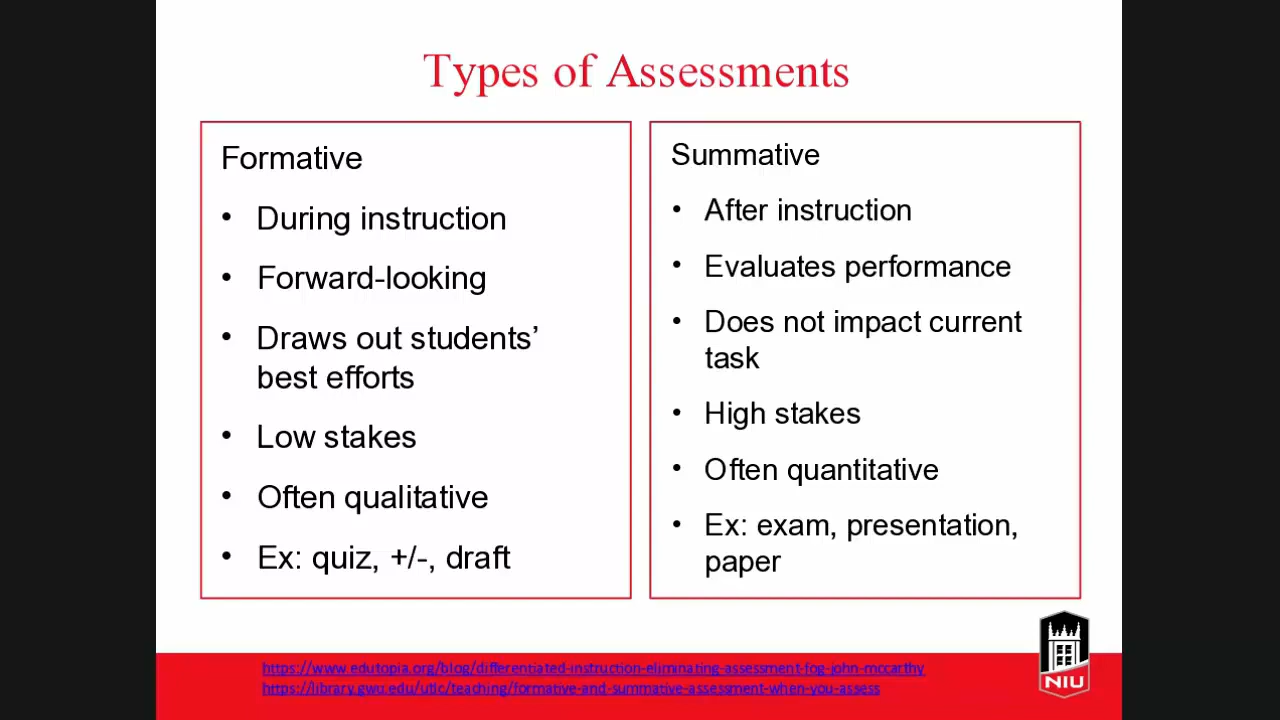 Types of Assessments
Formative
• During instruction
• Forward-looking
• Draws out students’
best efforts
• Low stakes
• Often qualitative
• Ex: quiz, +/-, draft
Summative
• After instruction
• Evaluates performance
• Does not impact current
task
• High stakes
• Often quantitative
• Ex: exam, presentation,
paper
https://www.edutopia.org/blog/differentiated-instruction-eliminating-assessment-fog-john-mccarthy
https://library.gwu.edu/utlc/teaching/formative-and-summative-assessment-when-you-assess
NIU